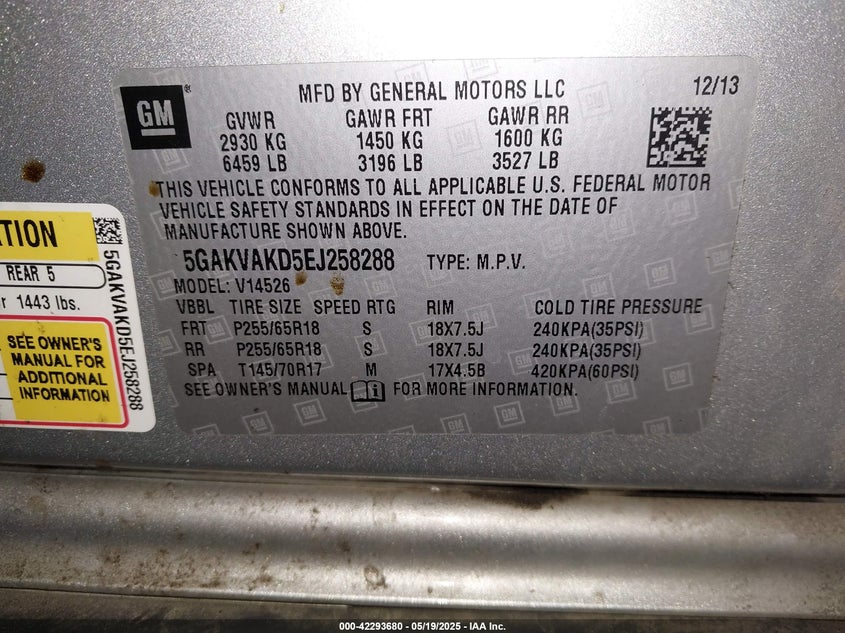 GM
MFD BY GENERAL MOTORS LLC
12/13
GVWR GAWR FRT GAWR RR
2930 KG 1450 KG 1600 KG
6459 LB 3196 LB 3527 LB
THIS VEHICLE CONFORMS TO ALL APPLICABLE U.S. FEDERAL MOTOR
VEHICLE SAFETY STANDARDS IN EFFECT ON THE DATE OF
MANUFACTURE SHOWN ABOVE.
5GAKVAKD5EJ258288 TYPE: M.P.V.
MODEL: V14526
VBBL TIRE SIZE SPEED RTG RIM COLD TIRE PRESSURE
FRT P255/65R18 S 18X7.5J 240KPA(35PSI)
RR P255/65R18 S 18X7.5J 240KPA(35PSI)
SPA T145/70R17 M 17X4.5B 420KPA(60PSI)
SEE OWNER'S MANUAL FOR MORE INFORMATION.
REAR 5
1443 lbs.
SEE OWNER'S
MANUAL FOR
ADDITIONAL
INFORMATION
5GAKVAKD5EJ258288
000-42293680 - 05/19/2025 - IAA Inc.